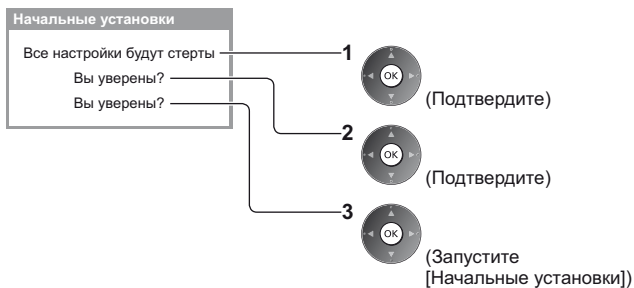 Начальные установки
Все настройки будут стерты
Вы уверены?
Вы уверены?
1
OK
(Подтвердите)
2
OK
(Подтвердите)
3
OK
(Запустите
[Начальные установки])